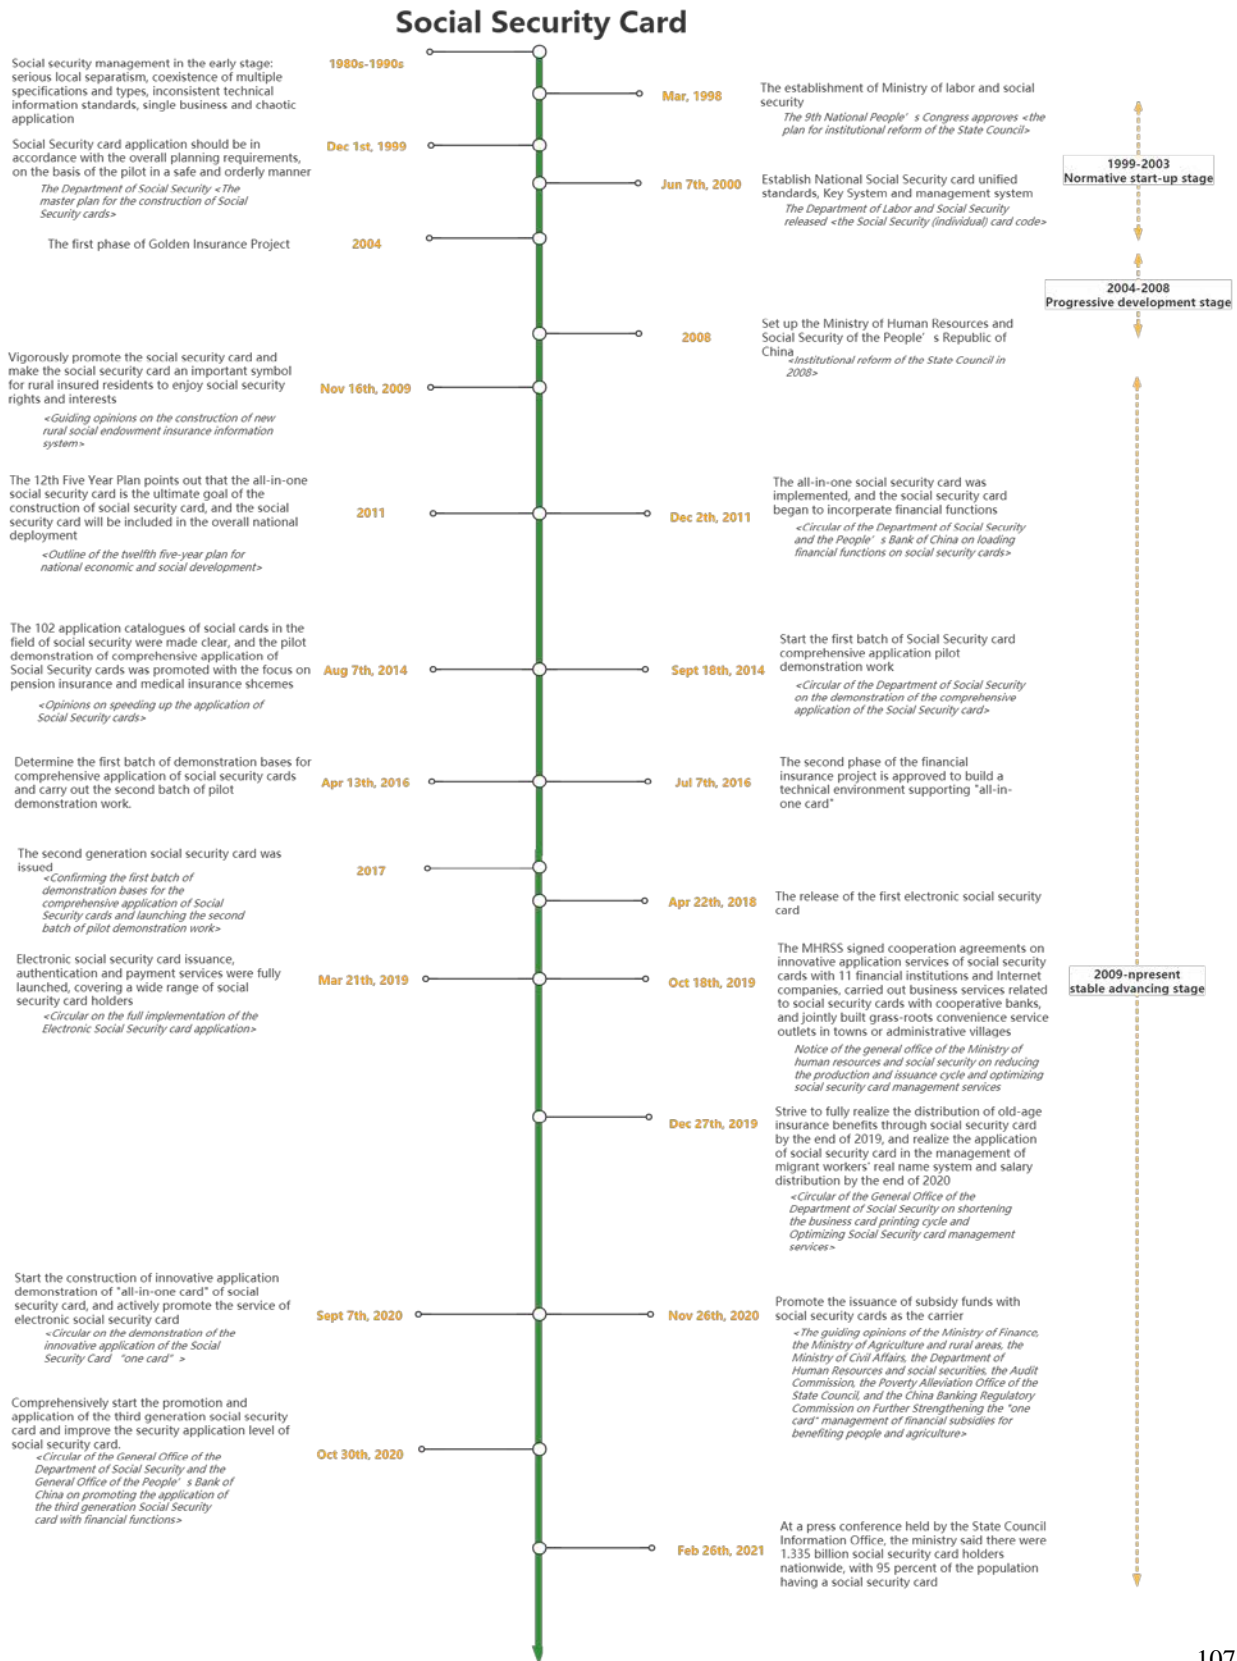 Social Security Card
Social security management in the early stage:
serious local separatism, coexistence of multiple
specifications and types, inconsistent technical
information standards, single business and chaotic
application
1980s-1990s
Mar, 1998
The establishment of Ministry of labor and social
security
The 9th National People's Congress approves <the
plan for institutional reform of the State Council>
Social Security card application should be in
accordance with the overall planning requirements,
on the basis of the pilot in a safe and orderly manner
The Department of Social Security <The
master plan for the construction of Social
Security cards>
Dec 1st, 1999
1999-2003
Normative start-up stage
Jun 7th, 2000
Establish National Social Security card unified
standards, Key System and management system
The Department of Labor and Social Security
released <the Social Security (individual) card code>
The first phase of Golden Insurance Project
2004
2004-2008
Progressive development stage
2008
Set up the Ministry of Human Resources and
Social Security of the People's Republic of
China
<Institutional reform of the State Council in
2008>
Vigorously promote the social security card and
make the social security card an important symbol
for rural insured residents to enjoy social security
rights and interests
<Guiding opinions on the construction of new
rural social endowment insurance information
system>
Nov 16th, 2009
The 12th Five Year Plan points out that the all-in-one
social security card is the ultimate goal of the
construction of social security card, and the social
security card will be included in the overall national
deployment
<Outline of the twelfth five-year plan for
national economic and social development>
2011
Dec 2th, 2011
The all-in-one social security card was
implemented, and the social security card
began to incorperate financial functions
<Circular of the Department of Social Security
and the People's Bank of China on loading
financial functions on social security cards>
The 102 application catalogues of social cards in the
field of social security were made clear, and the pilot
demonstration of comprehensive application of
Social Security cards was promoted with the focus on
pension insurance and medical insurance shcemes
<Opinions on speeding up the application of
Social Security cards>
Aug 7th, 2014
Sept 18th, 2014
Start the first batch of Social Security card
comprehensive application pilot
demonstration work
<Circular of the Department of Social Security
on the demonstration of the comprehensive
application of the Social Security card>
Determine the first batch of demonstration bases for
comprehensive application of social security cards
and carry out the second batch of pilot
demonstration work.
Apr 13th, 2016
Jul 7th, 2016
The second phase of the financial
insurance project is approved to build a
technical environment supporting "all-in-
one card"
The second generation social security card was
issued
<Confirming the first batch of
demonstration bases for the
comprehensive application of Social
Security cards and launching the second
batch of pilot demonstration work>
2017
Apr 22th, 2018
The release of the first electronic social security
card
Electronic social security card issuance,
authentication and payment services were fully
launched, covering a wide range of social
security card holders
<Circular on the full implementation of the
Electronic Social Security card application>
Mar 21th, 2019
Oct 18th, 2019
The MHRSS signed cooperation agreements on
innovative application services of social security
cards with 11 financial institutions and Internet
companies, carried out business services related
to social security cards with cooperative banks,
and jointly built grass-roots convenience service
outlets in towns or administrative villages
Notice of the general office of the Ministry of
human resources and social security on reducing
the production and issuance cycle and optimizing
social security card management services
2009-npresent
stable advancing stage
Dec 27th, 2019
Strive to fully realize the distribution of old-age
insurance benefits through social security card
by the end of 2019, and realize the application
of social security card in the management of
migrant workers' real name system and salary
distribution by the end of 2020
<Circular of the General Office of the
Department of Social Security on shortening
the business card printing cycle and
Optimizing Social Security card management
services>
Start the construction of innovative application
demonstration of "all-in-one card" of social
security card, and actively promote the service of
electronic social security card
<Circular on the demonstration of the
innovative application of the Social
Security Card "one card" >
Sept 7th, 2020
Nov 26th, 2020
Promote the issuance of subsidy funds with
social security cards as the carrier
<The guiding opinions of the Ministry of Finance,
the Ministry of Agriculture and rural areas, the
Ministry of Civil Affairs, the Department of
Human Resources and social securities, the Audit
Commission, the Poverty Alleviation Office of the
State Council, and the China Banking Regulatory
Commission on Further Strengthening the "one
card" management of financial subsidies for
benefiting people and agriculture>
Comprehensively start the promotion and
application of the third generation social security
card and improve the security application level of
social security card.
<Circular of the General Office of the
Department of Social Security and the
General Office of the People's Bank of
China on promoting the application of
the third generation Social Security
card with financial functions>
Oct 30th, 2020
Feb 26th, 2021
At a press conference held by the State Council
Information Office, the ministry said there were
1.335 billion social security card holders
nationwide, with 95 percent of the population
having a social security card
107